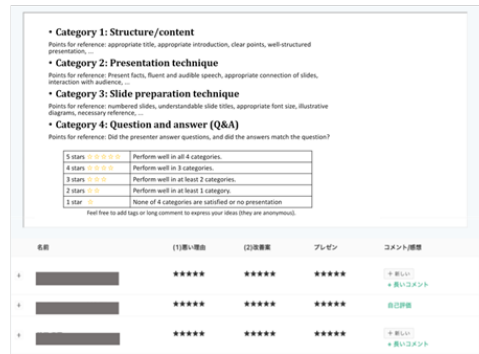 • Category 1: Structure/content
Points for reference: appropriate title, appropriate introduction, clear points, well-structured
presentation, ...
• Category 2: Presentation technique
Points for reference: Present facts, fluent and audible speech, appropriate connection of slides,
interaction with audience, ...
• Category 3: Slide preparation technique
Points for reference: numbered slides, understandable slide titles, appropriate font size, illustrative
diagrams, necessary reference, ...
• Category 4: Question and answer (Q&A)
Points for reference: Did the presenter answer questions, and did the answers match the question?
5 stars ☆☆☆☆☆ Perform well in all 4 categories.
4 stars ☆☆☆☆ Perform well in 3 categories.
3 stars ☆☆☆ Perform well in at least 2 categories.
2 stars ☆☆ Perform well in at least 1 category.
1 star ☆ None of 4 categories are satisfied or no presentation
Feel free to add tags or long comment to express your ideas (they are anonymous).
名前 (1)悪い理由 (2)改善案 プレゼン コメント/感想
★★★★★ ★★★★★ ★★★★★ + 新しい
+ 長いコメント
★★★★★ ★★★★★ ★★★★★ 自己評価
★★★★★ ★★★★★ ★★★★★ + 新しい
+ 長いコメント